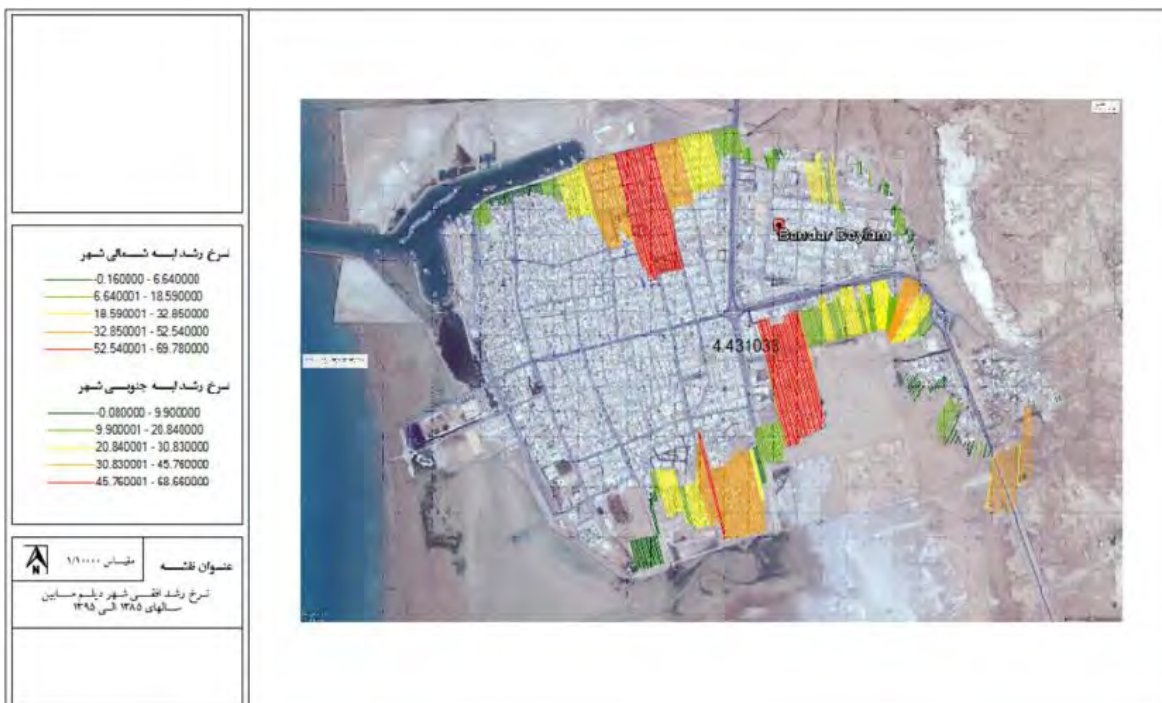 نرخ رشد لبه شمالی شهر
-0.160000 - 6.640000
6.640001 - 18.590000
18.590001 - 32.850000
32.850001 - 52.540000
52.540001 - 69.780000
نرخ رشد لبه جنوبی شهر
-0.080000 - 9.900000
9.900001 - 20.840000
20.840001 - 30.830000
30.830001 - 45.760000
45.760001 - 68.660000
عنوان نقشه
مقیاس ۱/۱۰۰۰۰
N
نرخ رشد افقی شهر دیلم مابین
سالهای ۱۳۸۵ الی ۱۳۹۵
Bandar Deylam
4.431033